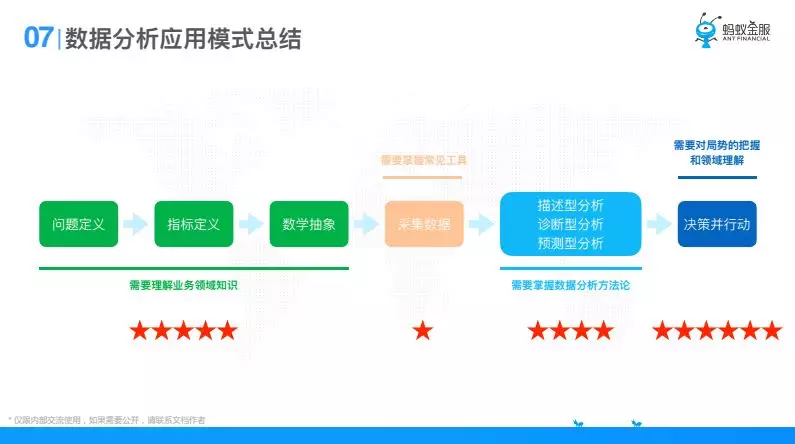 07|数据分析应用模式总结
蚂蚁金服
ANT FINANCIAL
需要对局势的把握
和领域理解
需要掌握常见工具
问题定义
指标定义
数学抽象
采集数据
描述型分析
诊断型分析
预测型分析
决策并行动
需要理解业务领域知识
需要掌握数据分析方法论
* 仅限内部交流使用，如果需要公开，请联系文档作者